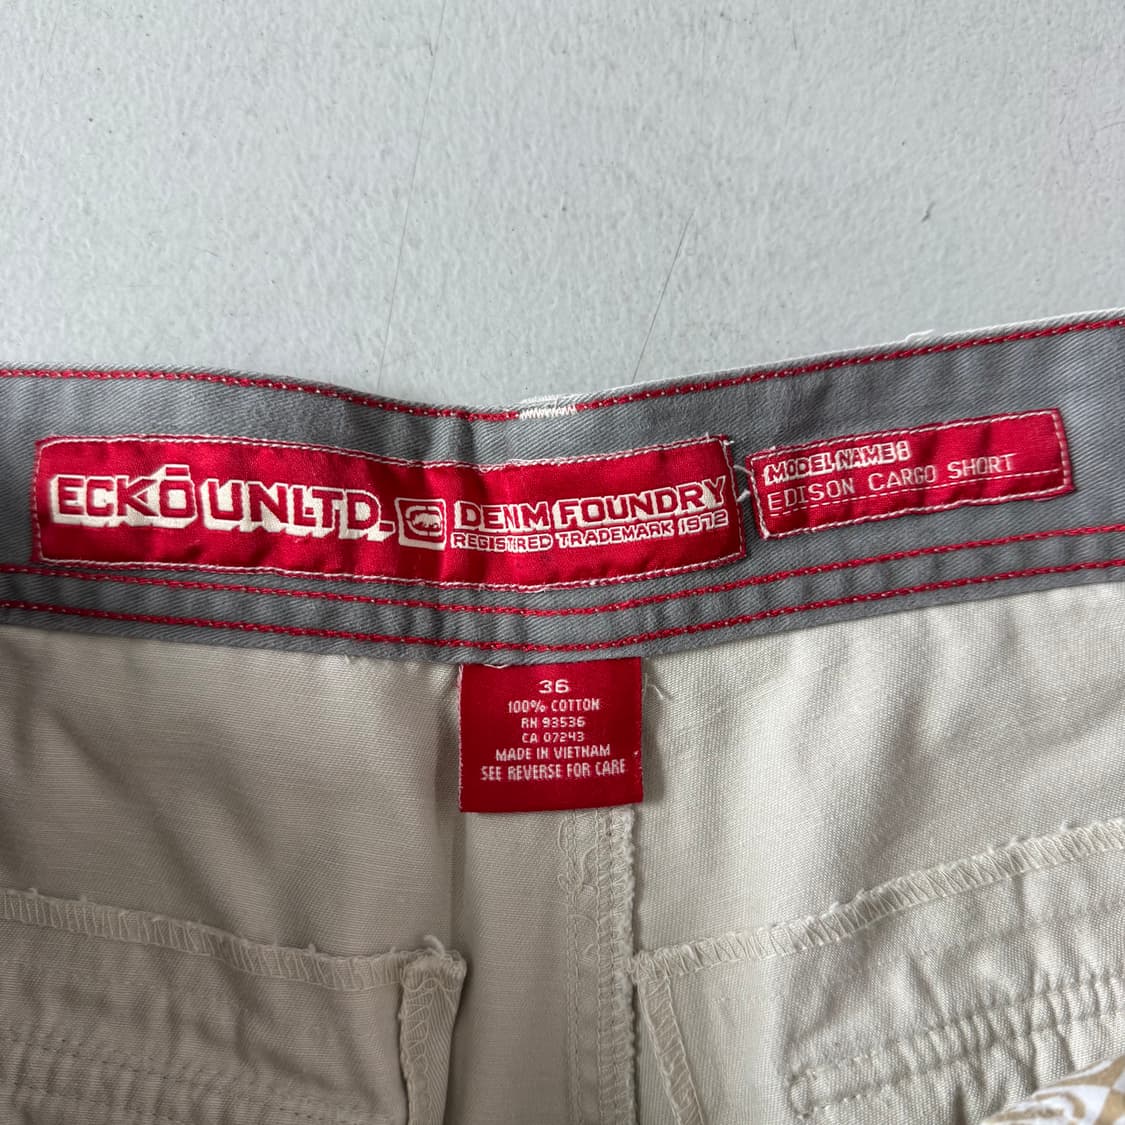 ECKŌ UNLTD.
DENIM FOUNDRY
REGISTRED TRADEMARK 1972
MODEL NAME:
EDISON CARGO SHORT
36
100% COTTON
RN 93536
CA 07243
MADE IN VIETNAM
SEE REVERSE FOR CARE